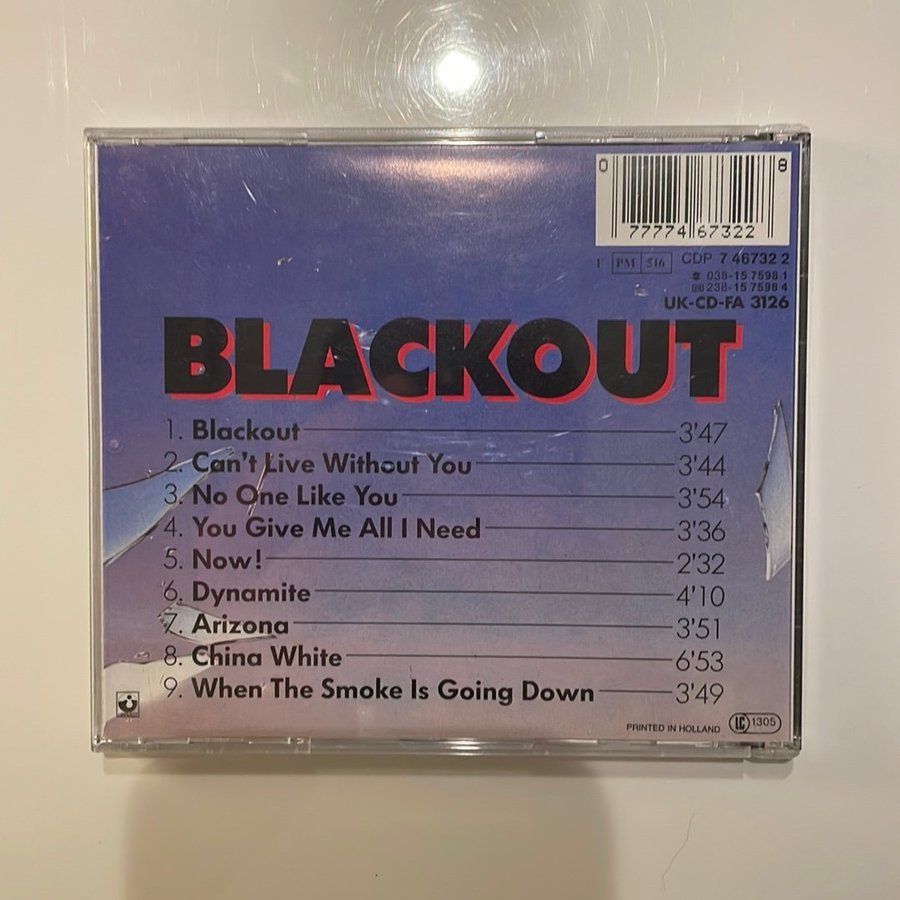 0 77774 67322 8
F PM 516 CDP 7 46732 2
038-15 7598 1
238-15 7598 4
UK-CD-FA 3126
BLACKOUT
1. Blackout 3'47
2. Can't Live Without You 3'44
3. No One Like You 3'54
4. You Give Me All I Need 3'36
5. Now! 2'32
6. Dynamite 4'10
7. Arizona 3'51
8. China White 6'53
9. When The Smoke Is Going Down 3'49
PRINTED IN HOLLAND LC 1305